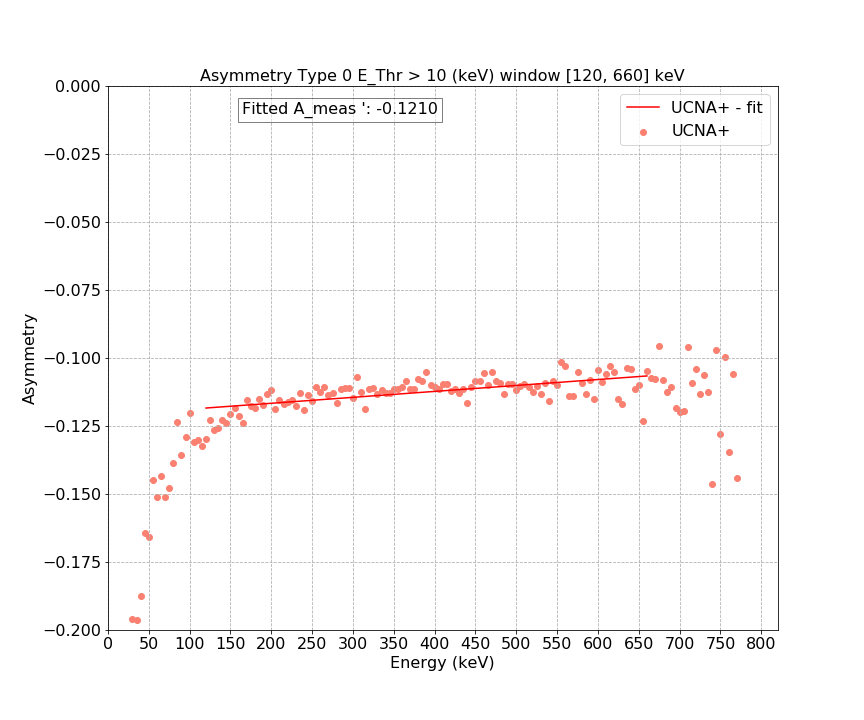 Asymmetry Type 0 E_Thr > 10 (keV) window [120, 660] keV
Fitted A_meas ': -0.1210
UCNA+ - fit
UCNA+
0.000
−0.025
−0.050
−0.075
−0.100
−0.125
−0.150
−0.175
−0.200
Asymmetry
0 50 100 150 200 250 300 350 400 450 500 550 600 650 700 750 800
Energy (keV)